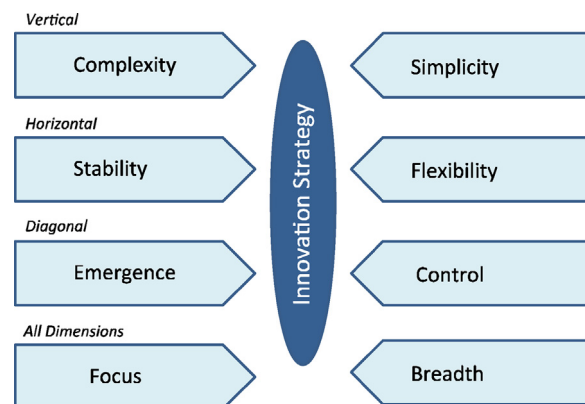 Vertical
Complexity
Simplicity
Horizontal
Stability
Flexibility
Innovation Strategy
Diagonal
Emergence
Control
All Dimensions
Focus
Breadth